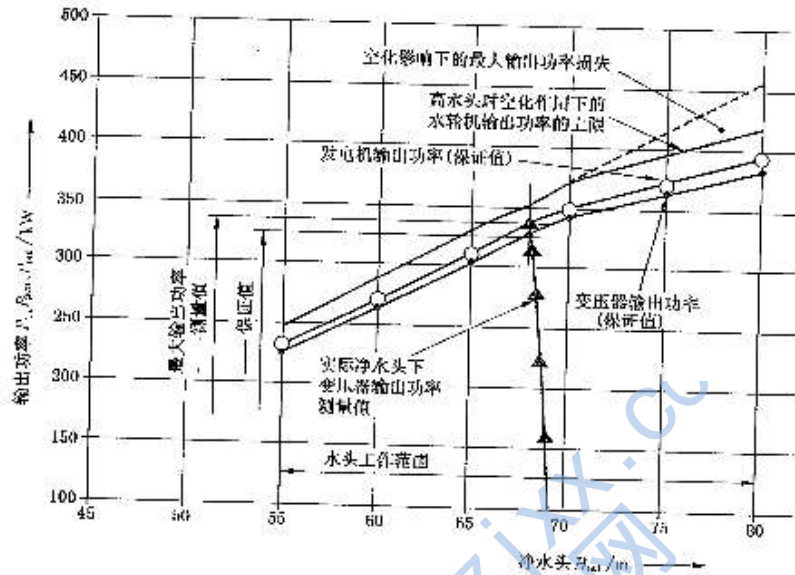 500
450
400
350
300
250
200
150
100
45
50
55
60
65
70
75
80
空化影响下的最大输出功率损失
高水头时空化作用下的
水轮机输出功率的上限
发电机输出功率(保证值)
变压器输出功率
(保证值)
实际净水头下
变压器输出功率
测量值
水头工作范围
最大输出功率
测量值
保证值
输出功率
/kW
净水头
/m